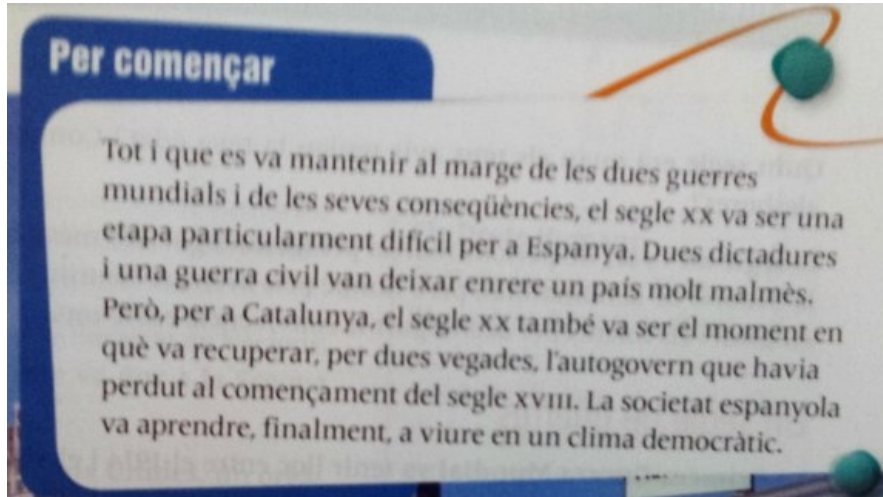 Per començar
Tot i que es va mantenir al marge de les dues guerres
mundials i de les seves conseqüències, el segle XX va ser una
etapa particularment difícil per a Espanya. Dues dictadures
i una guerra civil van deixar enrere un país molt malmès.
Però, per a Catalunya, el segle XX també va ser el moment en
què va recuperar, per dues vegades, l'autogovern que havia
perdut al començament del segle XVIII. La societat espanyola
va aprendre, finalment, a viure en un clima democràtic.